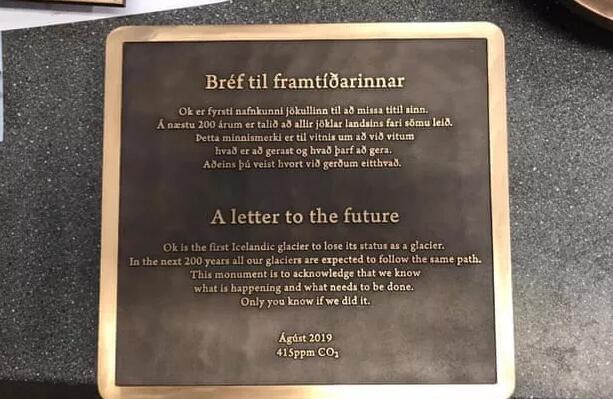 Bréf til framtíðarinnar
Ok er fyrsti nafnkunni jökullinn til að missa titil sinn.
Á næstu 200 árum er talið að allir jöklar landsins fari sömu leið.
Þetta minnismerki er til vitnis um að við vitum
hvað er að gerast og hvað þarf að gera.
Aðeins þú veist hvort við gerðum eitthvað.
A letter to the future
Ok is the first Icelandic glacier to lose its status as a glacier.
In the next 200 years all our glaciers are expected to follow the same path.
This monument is to acknowledge that we know
what is happening and what needs to be done.
Only you know if we did it.
Ágúst 2019
415ppm CO₂